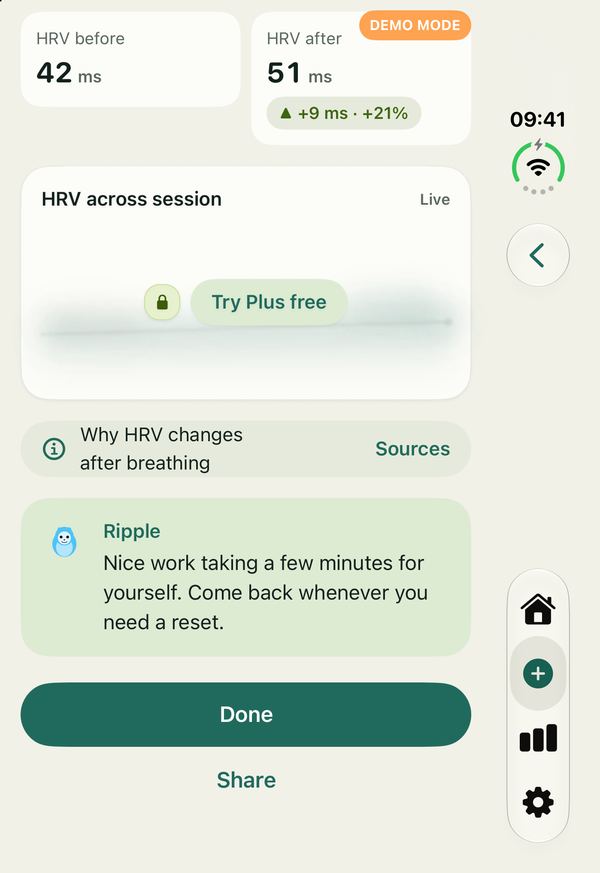 HRV before
42 ms
HRV after
DEMO MODE
51 ms
▲ +9 ms · +21%
09:41
HRV across session
Live
Try Plus free
Why HRV changes
after breathing
Sources
Ripple
Nice work taking a few minutes for
yourself. Come back whenever you
need a reset.
Done
Share